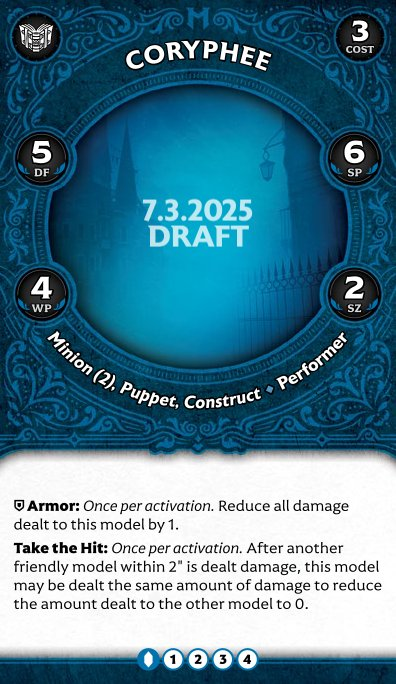 CORYPHEE
3
COST
5
DF
6
SP
7.3.2025
DRAFT
4
WP
2
SZ
Minion (2), Puppet, Construct ♦ Performer
Armor: Once per activation. Reduce all damage
dealt to this model by 1.
Take the Hit: Once per activation. After another
friendly model within 2" is dealt damage, this model
may be dealt the same amount of damage to reduce
the amount dealt to the other model to 0.
1 2 3 4